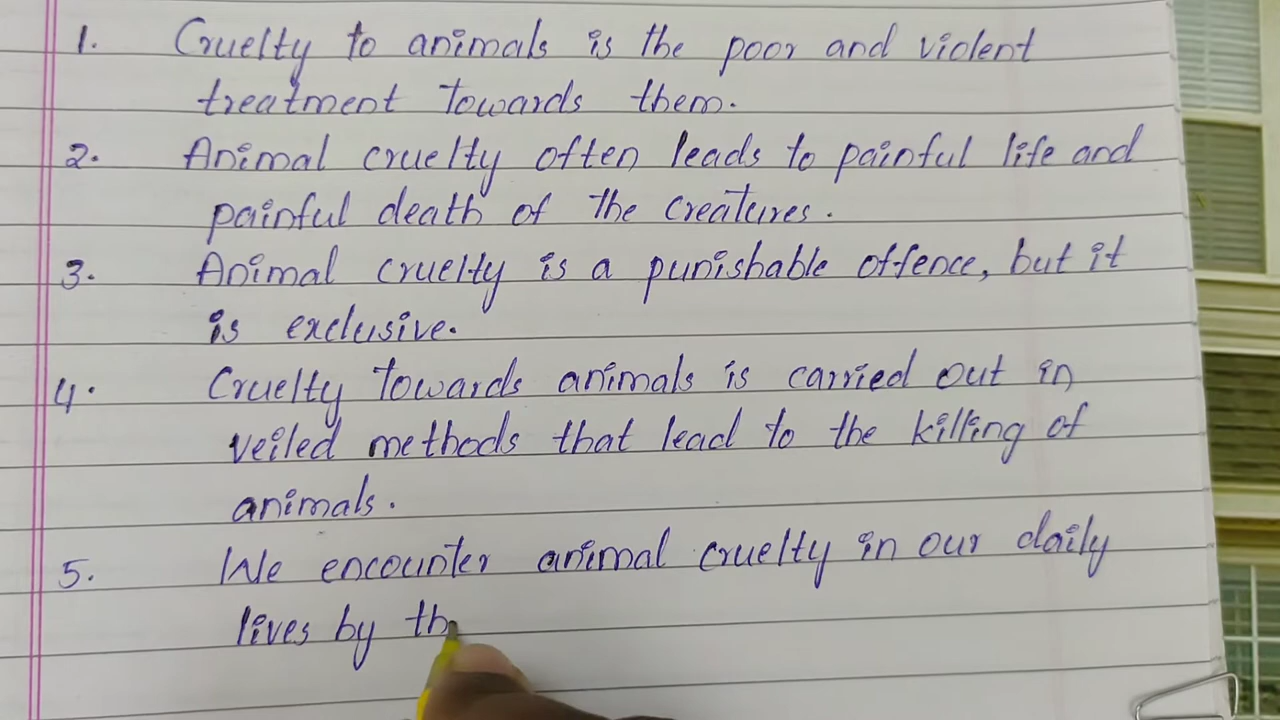 1. Cruelty to animals is the poor and violent
treatment towards them.
2. Animal cruelty often leads to painful life and
painful death of the creatures.
3. Animal cruelty is a punishable offence, but it
is exclusive.
4. Cruelty towards animals is carried out in
veiled methods that lead to the killing of
animals.
5. We encounter animal cruelty in our daily
lives by th